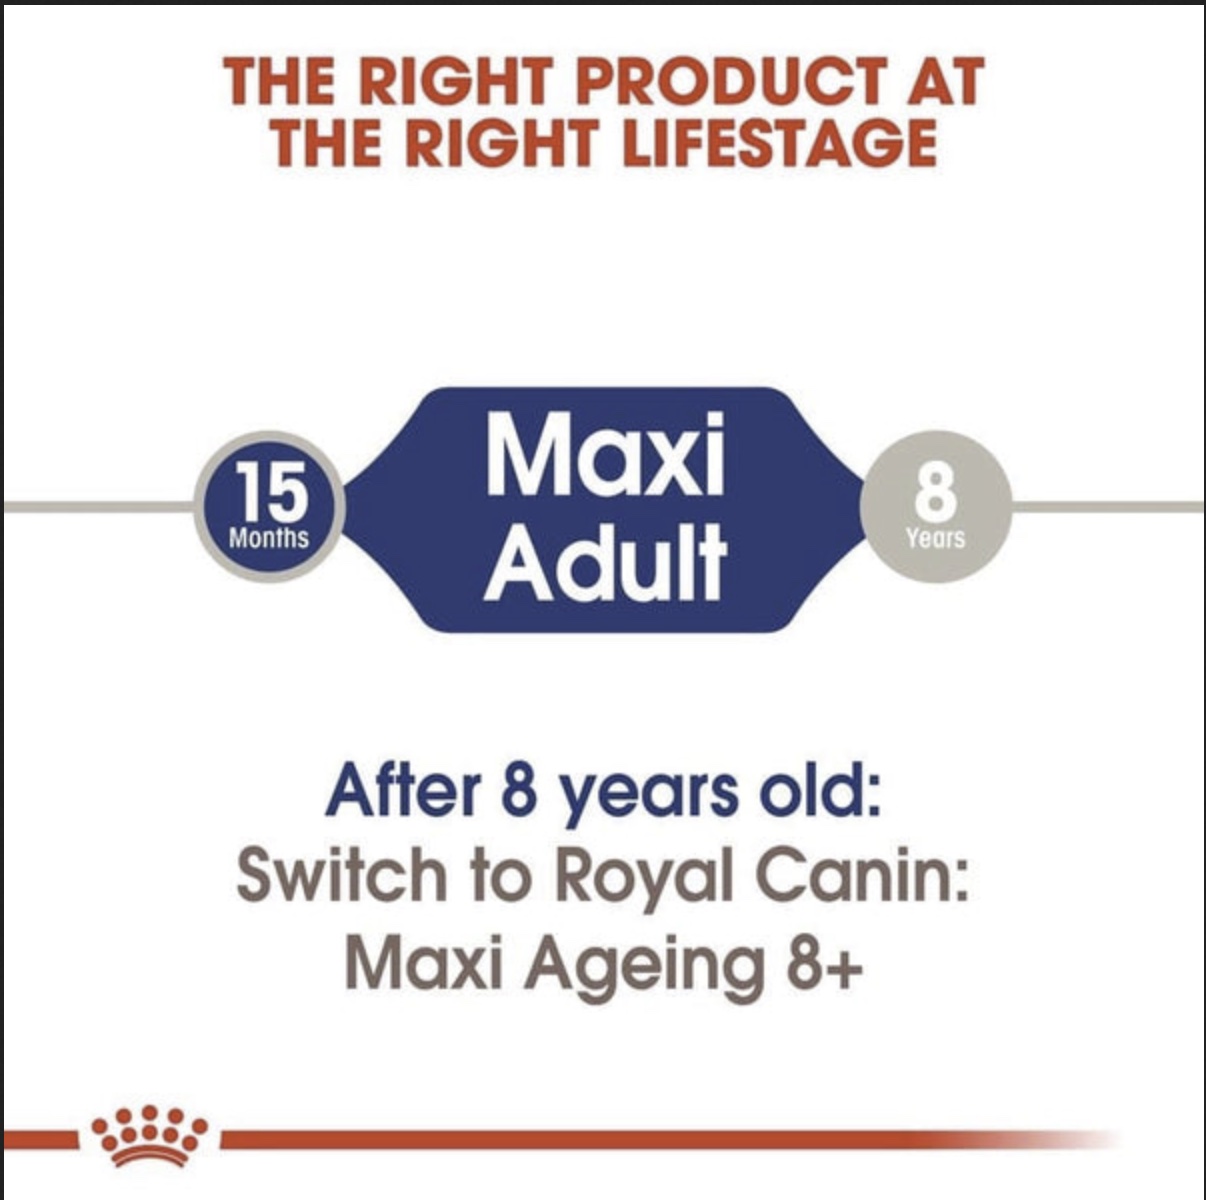 THE RIGHT PRODUCT AT
THE RIGHT LIFESTAGE
15
Months
Maxi
Adult
8
Years
After 8 years old:
Switch to Royal Canin:
Maxi Ageing 8+